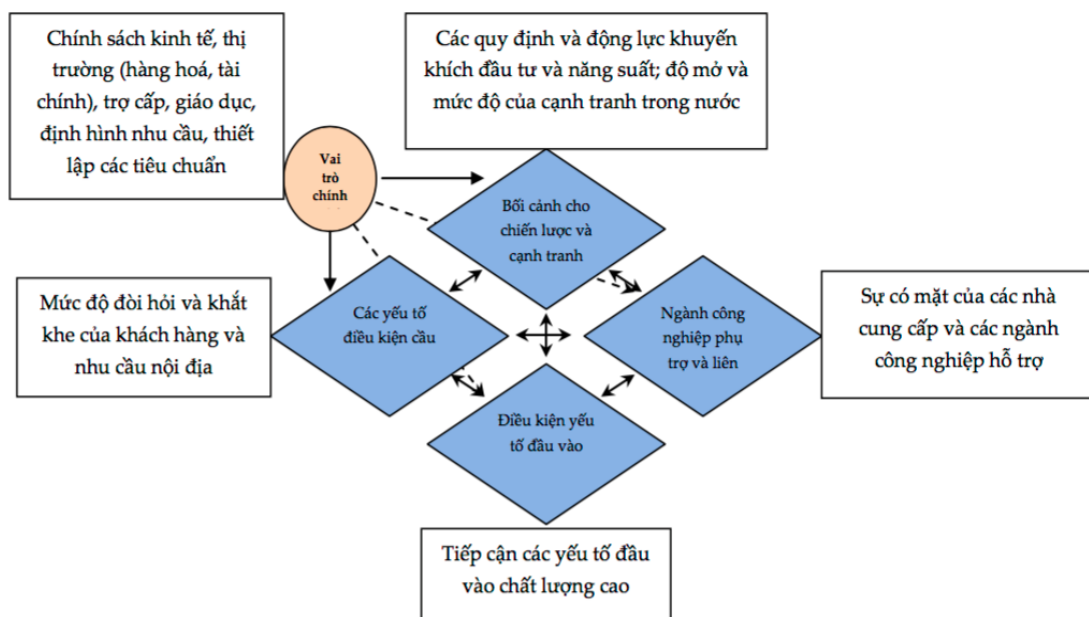 Chính sách kinh tế, thị
trường (hàng hoá, tài
chính), trợ cấp, giáo dục,
định hình nhu cầu, thiết
lập các tiêu chuẩn
Các quy định và động lực khuyến
khích đầu tư và năng suất; độ mở và
mức độ của cạnh tranh trong nước
Vai
trò
chính
Bối cảnh cho
chiến lược và
cạnh tranh
Mức độ đòi hỏi và khắt
khe của khách hàng và
nhu cầu nội địa
Các yếu tố
điều kiện cầu
Ngành công
nghiệp phụ
trợ và liên
Sự có mặt của các nhà
cung cấp và các ngành
công nghiệp hỗ trợ
Điều kiện yếu
tố đầu vào
Tiếp cận các yếu tố đầu
vào chất lượng cao